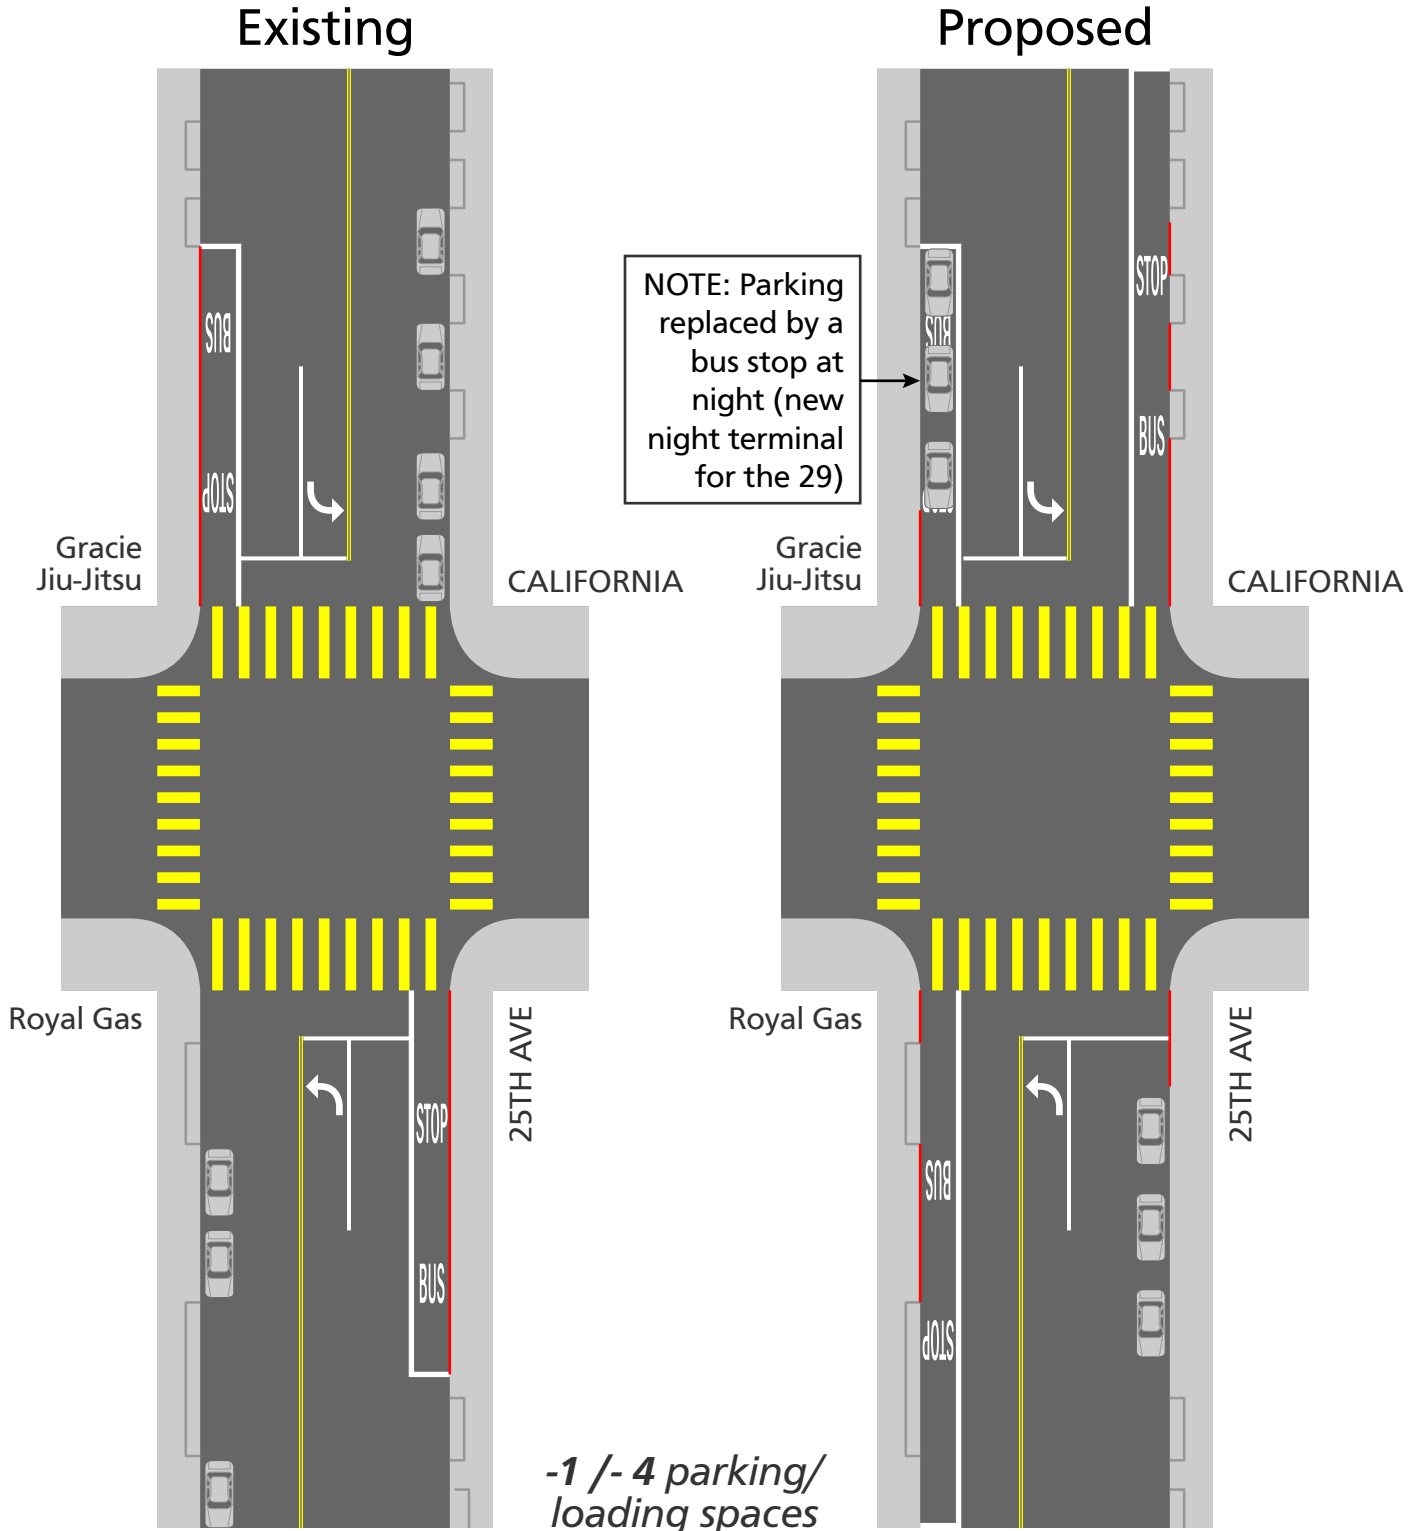 Existing
Proposed
BUS
STOP
NOTE: Parking
replaced by a
bus stop at
night (new
night terminal
for the 29)
BUS
STOP
BUS
Gracie
Jiu-Jitsu
CALIFORNIA
Gracie
Jiu-Jitsu
CALIFORNIA
Royal Gas
25TH AVE
STOP
BUS
Royal Gas
25TH AVE
BUS
STOP
-1 /- 4 parking/
loading spaces